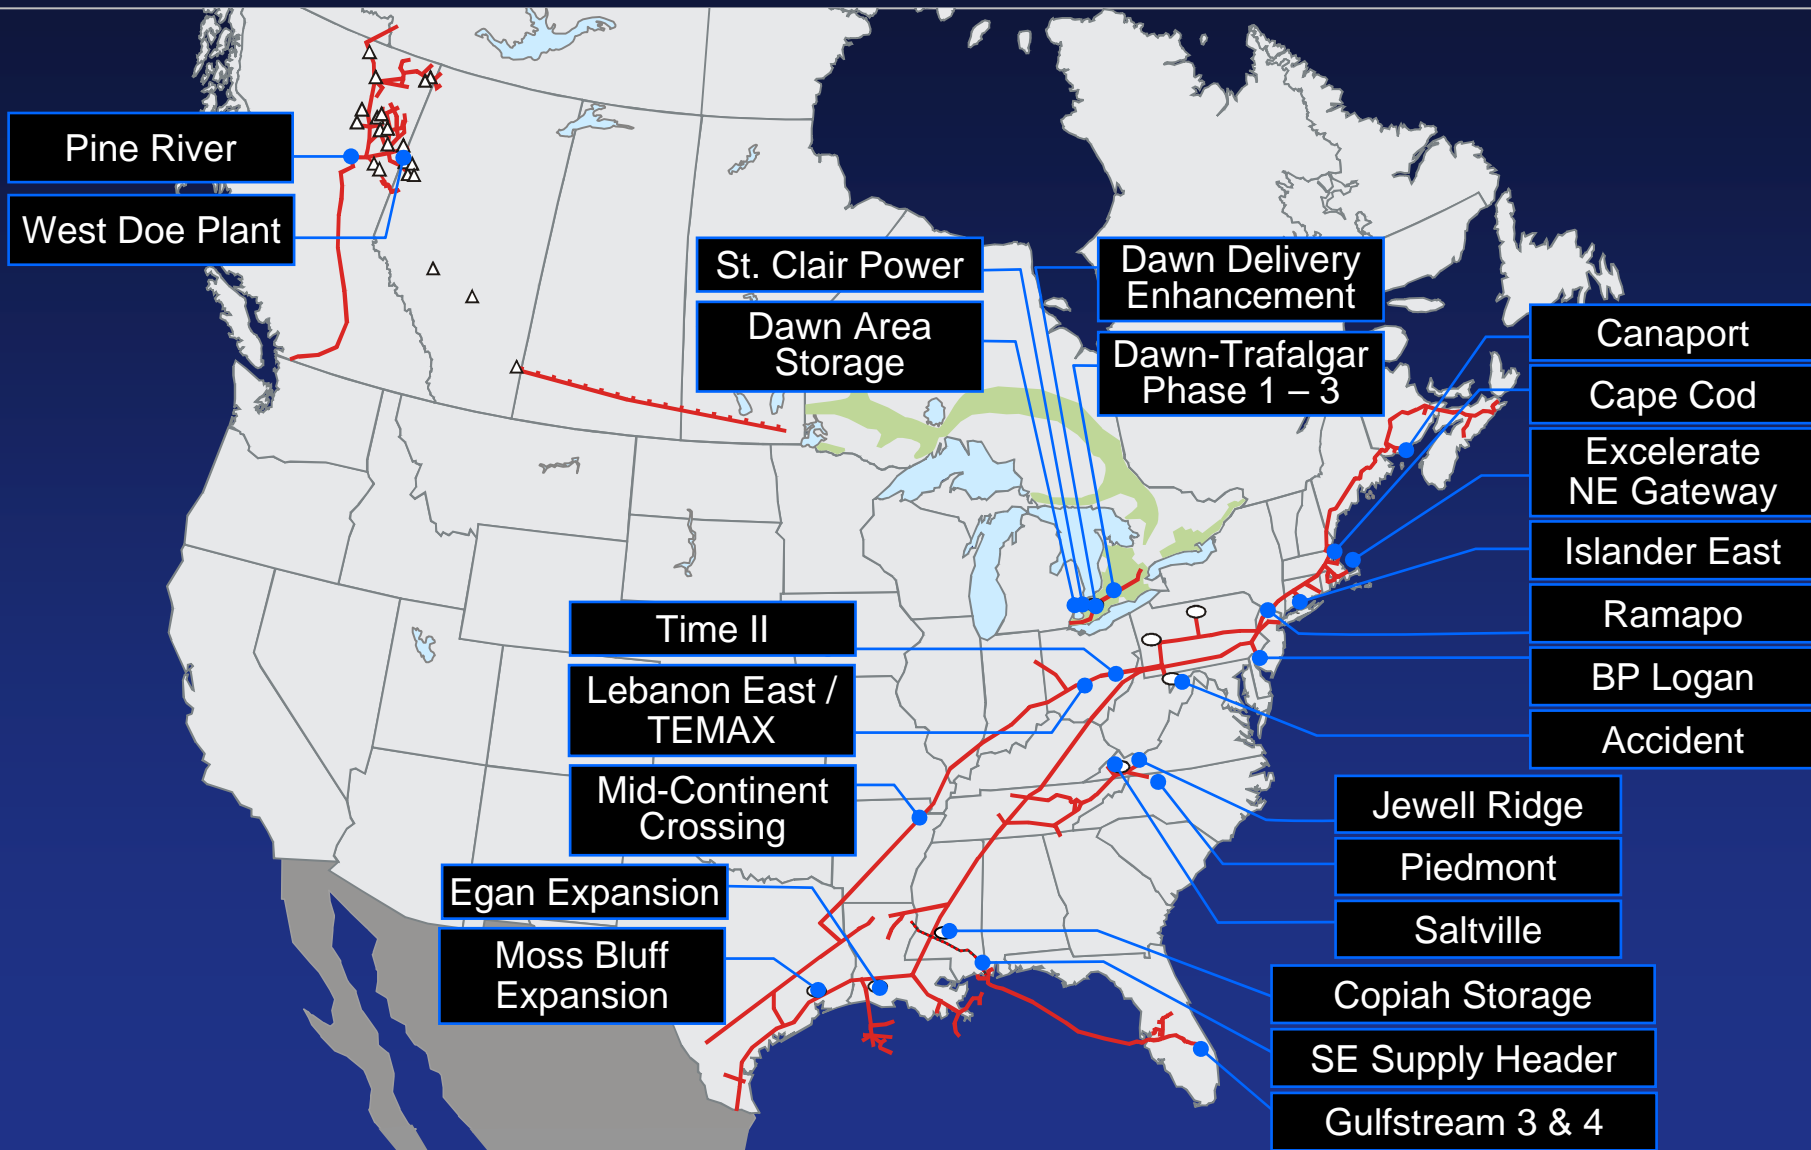 Pine River
West Doe Plant
St. Clair Power
Dawn Area
Storage
Dawn Delivery
Enhancement
Dawn-Trafalgar
Phase 1 – 3
Canaport
Cape Cod
Excelerate
NE Gateway
Islander East
Ramapo
BP Logan
Accident
Time II
Lebanon East /
TEMAX
Mid-Continent
Crossing
Egan Expansion
Moss Bluff
Expansion
Jewell Ridge
Piedmont
Saltville
Copiah Storage
SE Supply Header
Gulfstream 3 & 4